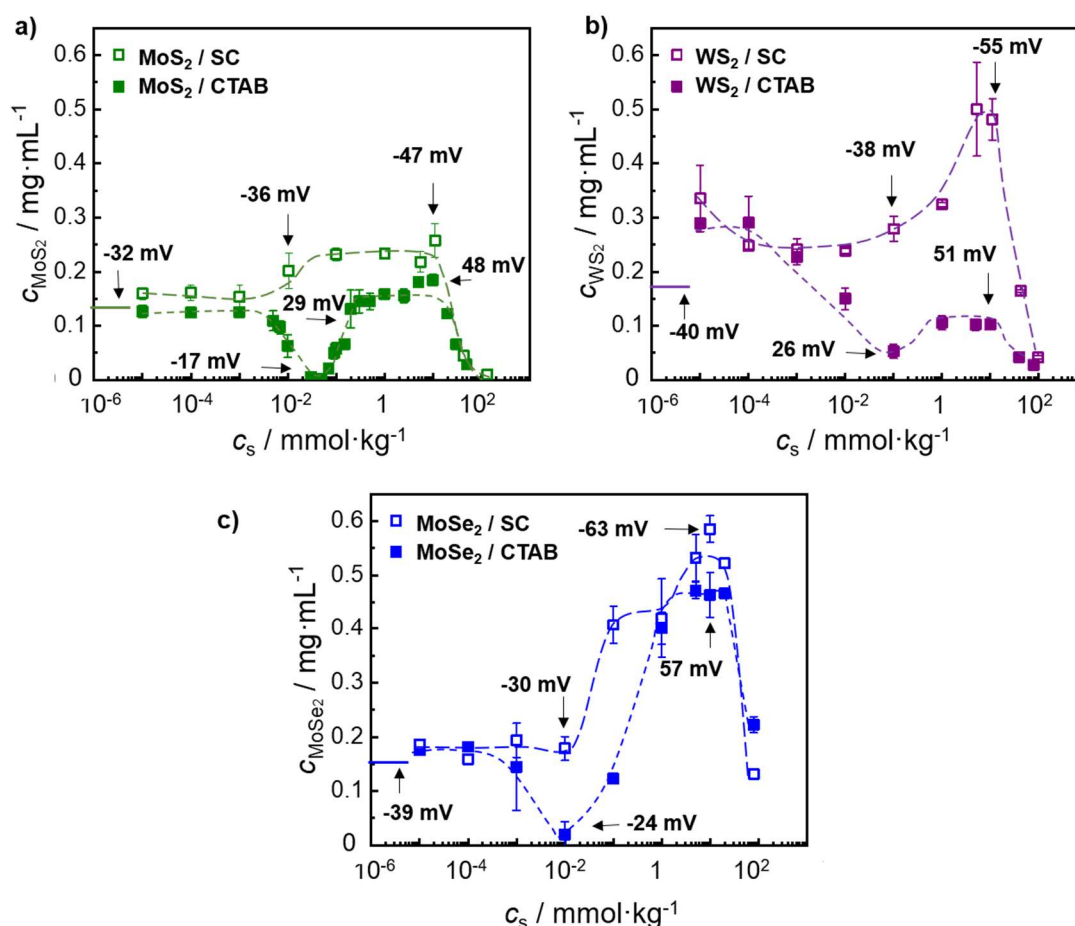 a)
0.6
0.5
0.4
0.3
0.2
0.1
0
c_MoS₂ / mg·mL⁻¹
MoS₂ / SC
MoS₂ / CTAB
-47 mV
-36 mV
-32 mV
48 mV
29 mV
-17 mV
10⁻⁶ 10⁻⁴ 10⁻² 1 10²
c_s / mmol·kg⁻¹
b)
0.6
0.5
0.4
0.3
0.2
0.1
0
c_WS₂ / mg·mL⁻¹
WS₂ / SC
WS₂ / CTAB
-55 mV
-38 mV
51 mV
-40 mV
26 mV
10⁻⁶ 10⁻⁴ 10⁻² 1 10²
c_s / mmol·kg⁻¹
c)
0.6
0.5
0.4
0.3
0.2
0.1
0
c_MoSe₂ / mg·mL⁻¹
MoSe₂ / SC
MoSe₂ / CTAB
-63 mV
57 mV
-30 mV
-39 mV
-24 mV
10⁻⁶ 10⁻⁴ 10⁻² 1 10²
c_s / mmol·kg⁻¹